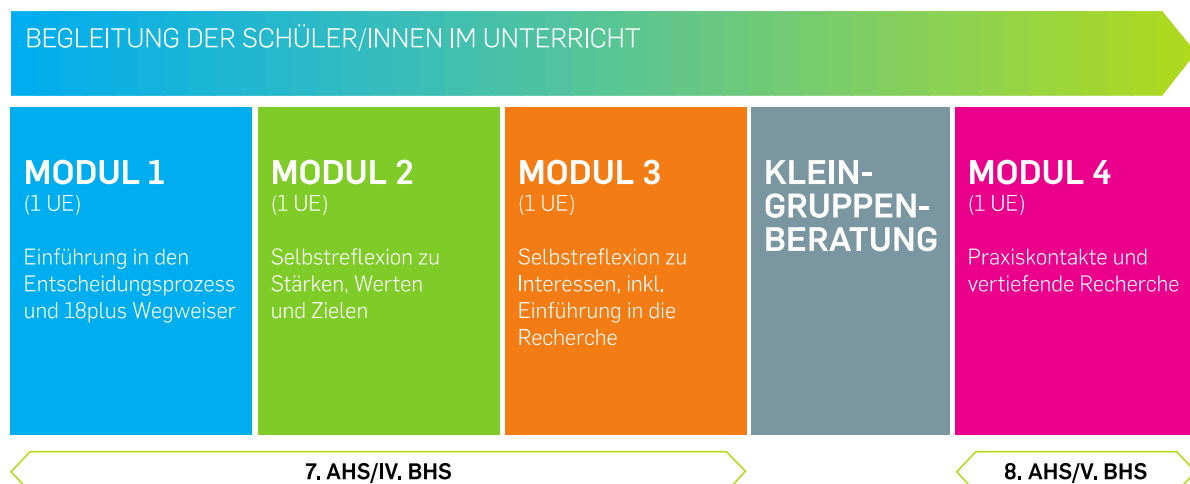 BEGLEITUNG DER SCHÜLER/INNEN IM UNTERRICHT
MODUL 1
(1 UE)
Einführung in den
Entscheidungsprozess
und 18plus Wegweiser
MODUL 2
(1 UE)
Selbstreflexion zu
Stärken, Werten
und Zielen
MODUL 3
(1 UE)
Selbstreflexion zu
Interessen, inkl.
Einführung in die
Recherche
KLEIN-
GRUPPEN-
BERATUNG
MODUL 4
(1 UE)
Praxiskontakte und
vertiefende Recherche
7. AHS/IV. BHS
8. AHS/V. BHS